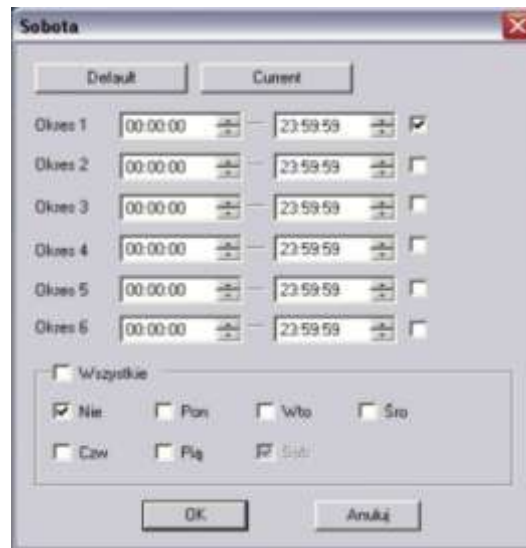 Sobota
Default Current
Okres 1 00:00:00 — 23:59:59
Okres 2 00:00:00 — 23:59:59
Okres 3 00:00:00 — 23:59:59
Okres 4 00:00:00 — 23:59:59
Okres 5 00:00:00 — 23:59:59
Okres 6 00:00:00 — 23:59:59
Wszystkie
Nie Pon Wto Śro
Czw Pią
OK Anuluj